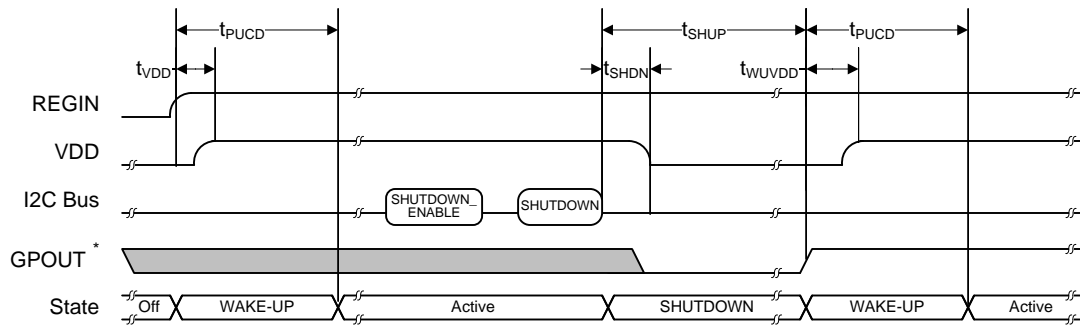 tPUCD tSHUP tPUCD
tVDD tSHDN tWUVDD
REGIN
VDD
I2C Bus SHUTDOWN_
ENABLE SHUTDOWN
GPOUT *
State Off WAKE-UP Active SHUTDOWN WAKE-UP Active